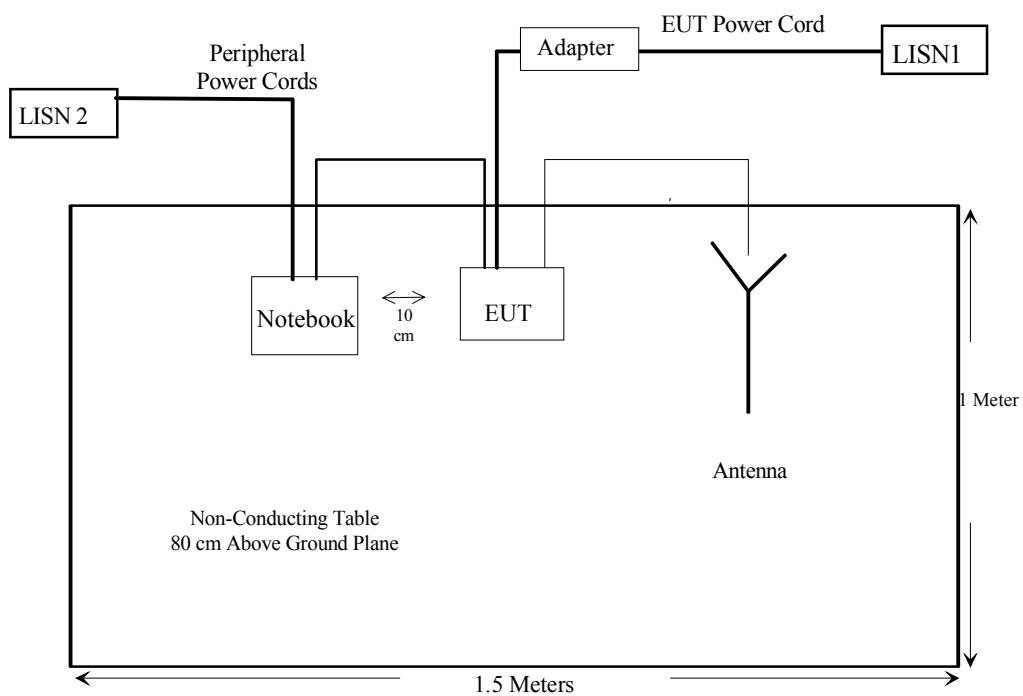 EUT Power Cord
Adapter
LISN1
Peripheral
Power Cords
LISN 2
Notebook
10
cm
EUT
1 Meter
Antenna
Non-Conducting Table
80 cm Above Ground Plane
1.5 Meters